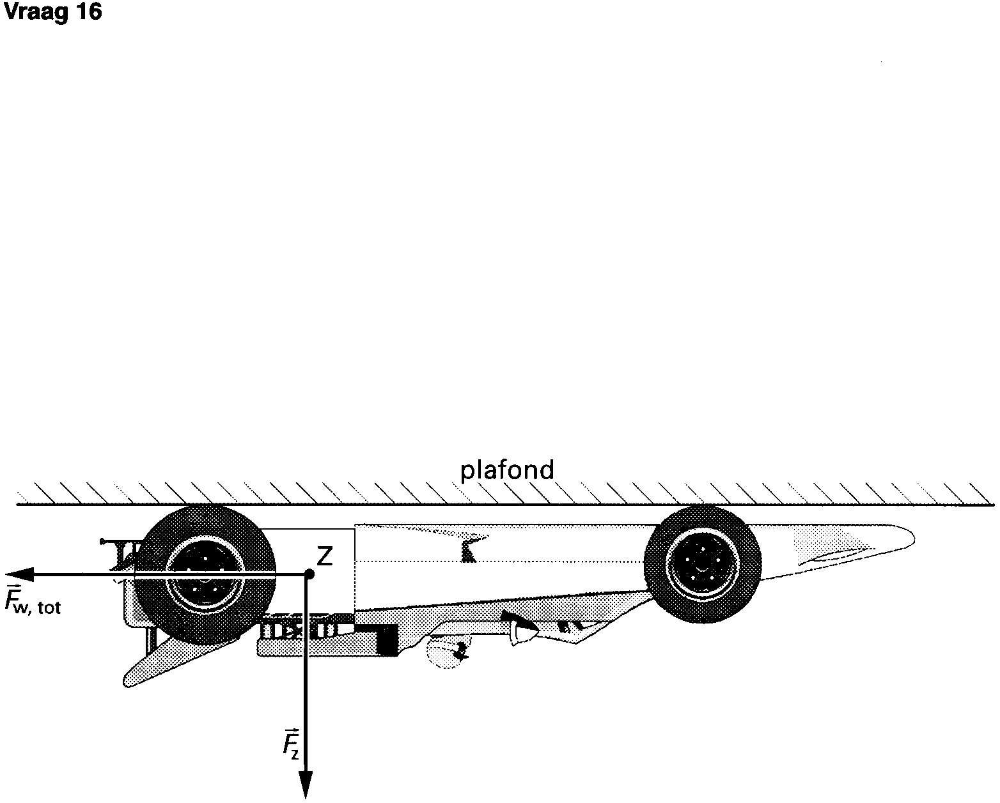 Vraag 16
plafond
Z
F w, tot
F z